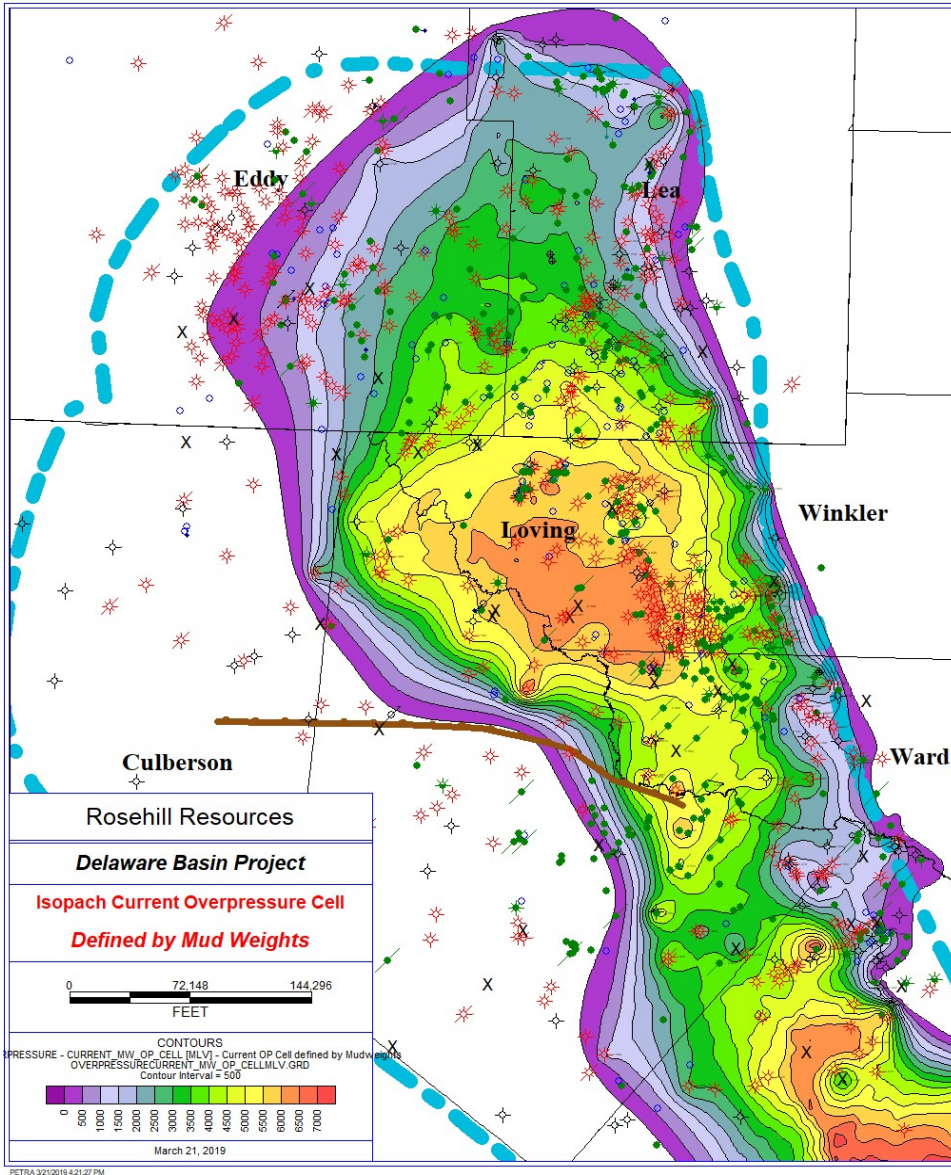 Eddy
Lea
Loving
Winkler
Culberson
Ward
Rosehill Resources
Delaware Basin Project
Isopach Current Overpressure Cell
Defined by Mud Weights
0 72,148 144,296
FEET
CONTOURS
RPRESSURE - CURRENT_MW_OP_CELL [MLV] - Current OP Cell defined by Mudweights
OVERPRESSURECURRENT_MW_OP_CELLMLV.GRD
Contour Interval = 500
0 500 1000 1500 2000 2500 3000 3500 4000 4500 5000 5500 6000 6500 7000
March 21, 2019
PETRA 3/21/2019 4:21:27 PM